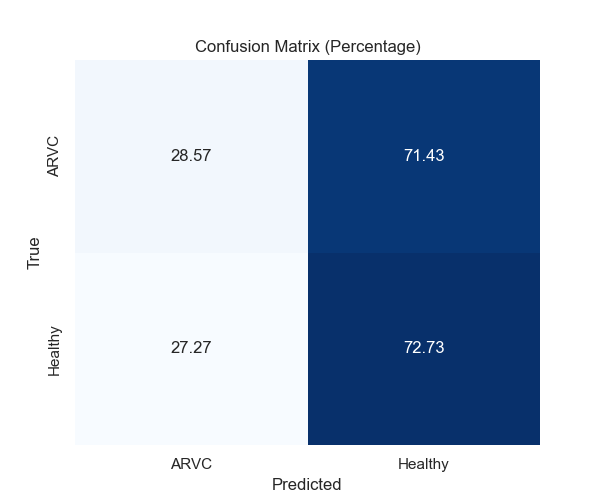 Confusion Matrix (Percentage)
ARVC
28.57
71.43
True
Healthy
27.27
72.73
ARVC
Healthy
Predicted